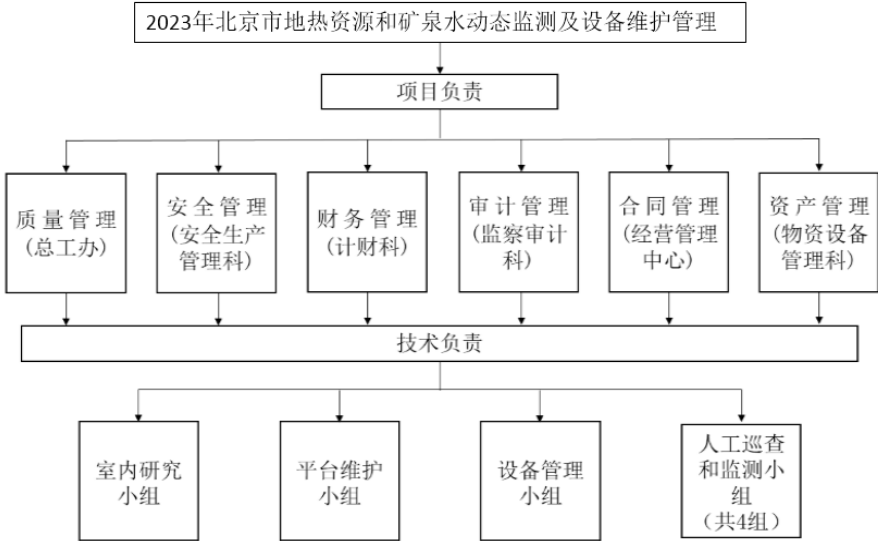 2023年北京市地热资源和矿泉水动态监测及设备维护管理
项目负责
质量管理
(总工办)
安全管理
(安全生产
管理科)
财务管理
(计财科)
审计管理
(监察审计
科)
合同管理
(经营管理
中心)
资产管理
(物资设备
管理科)
技术负责
室内研究
小组
平台维护
小组
设备管理
小组
人工巡查
和监测小
组
（共4组）